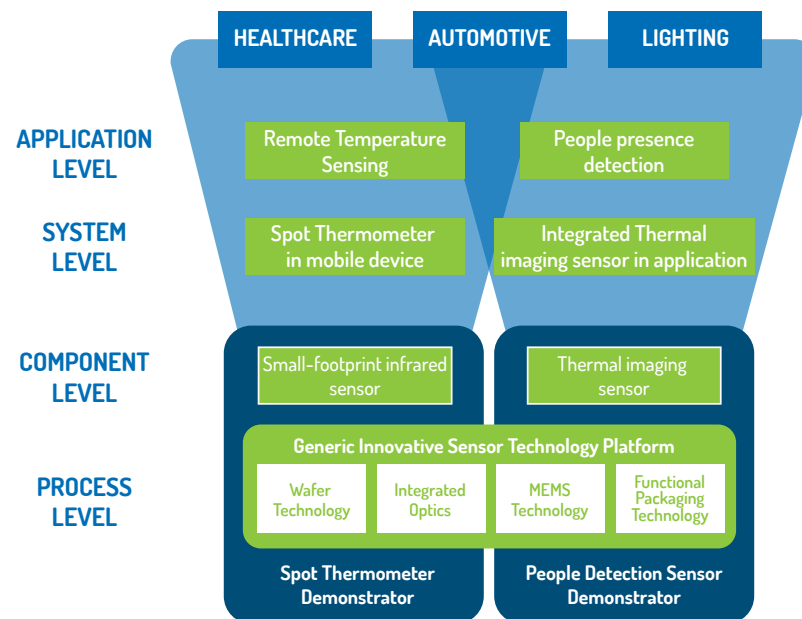 HEALTHCARE
AUTOMOTIVE
LIGHTING
APPLICATION
LEVEL
Remote Temperature
Sensing
People presence
detection
SYSTEM
LEVEL
Spot Thermometer
in mobile device
Integrated Thermal
imaging sensor in application
COMPONENT
LEVEL
Small-footprint infrared
sensor
Thermal imaging
sensor
PROCESS
LEVEL
Generic Innovative Sensor Technology Platform
Wafer
Technology
Integrated
Optics
MEMS
Technology
Functional
Packaging
Technology
Spot Thermometer
Demonstrator
People Detection Sensor
Demonstrator